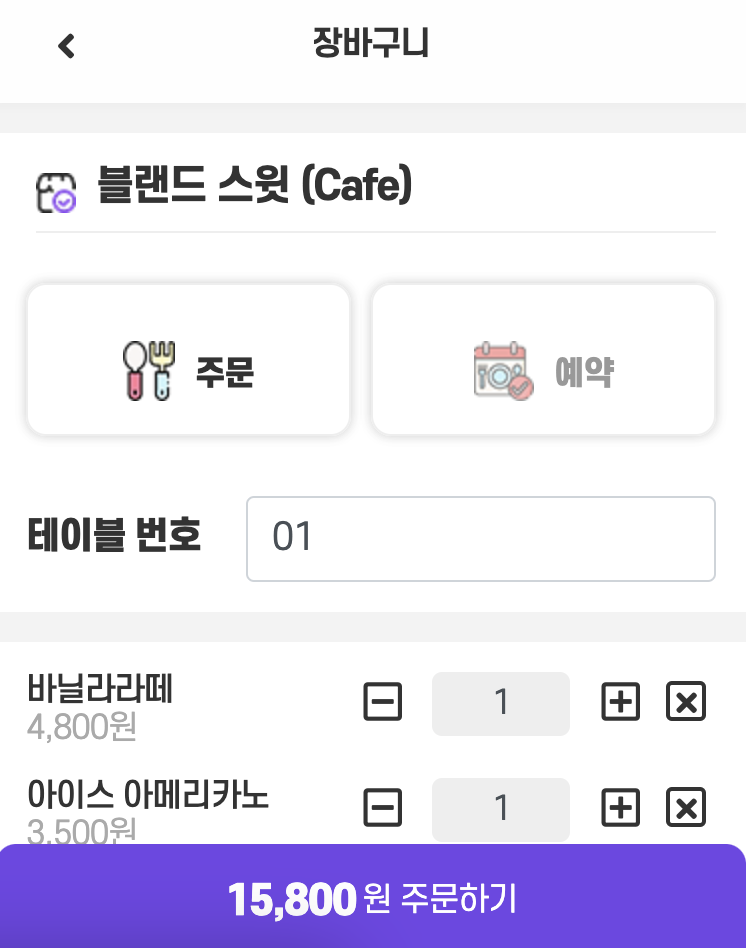 장바구니
블랜드 스윗 (Cafe)
주문 예약
테이블 번호 01
바닐라라떼
4,800원
1
아이스 아메리카노
3,500원
1
15,800 원 주문하기